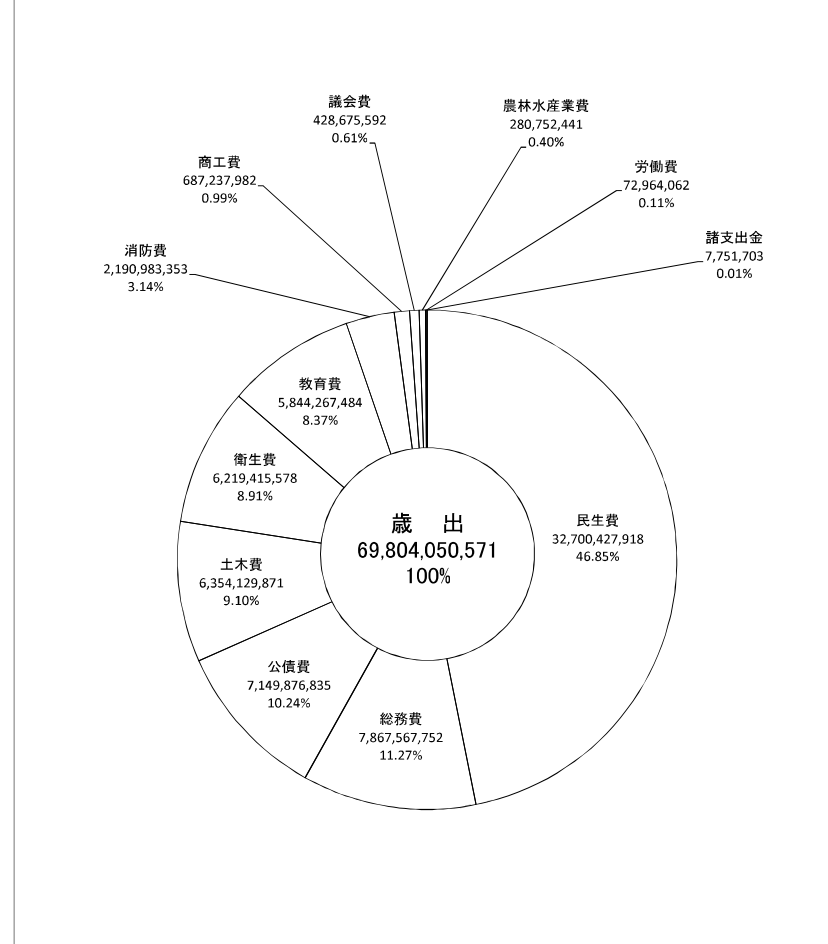 議会費
428,675,592
0.61%
農林水産業費
280,752,441
0.40%
商工費
687,237,982
0.99%
労働費
72,964,062
0.11%
消防費
2,190,983,353
3.14%
諸支出金
7,751,703
0.01%
教育費
5,844,267,484
8.37%
衛生費
6,219,415,578
8.91%
歳 出
69,804,050,571
100%
民生費
32,700,427,918
46.85%
土木費
6,354,129,871
9.10%
公債費
7,149,876,835
10.24%
総務費
7,867,567,752
11.27%